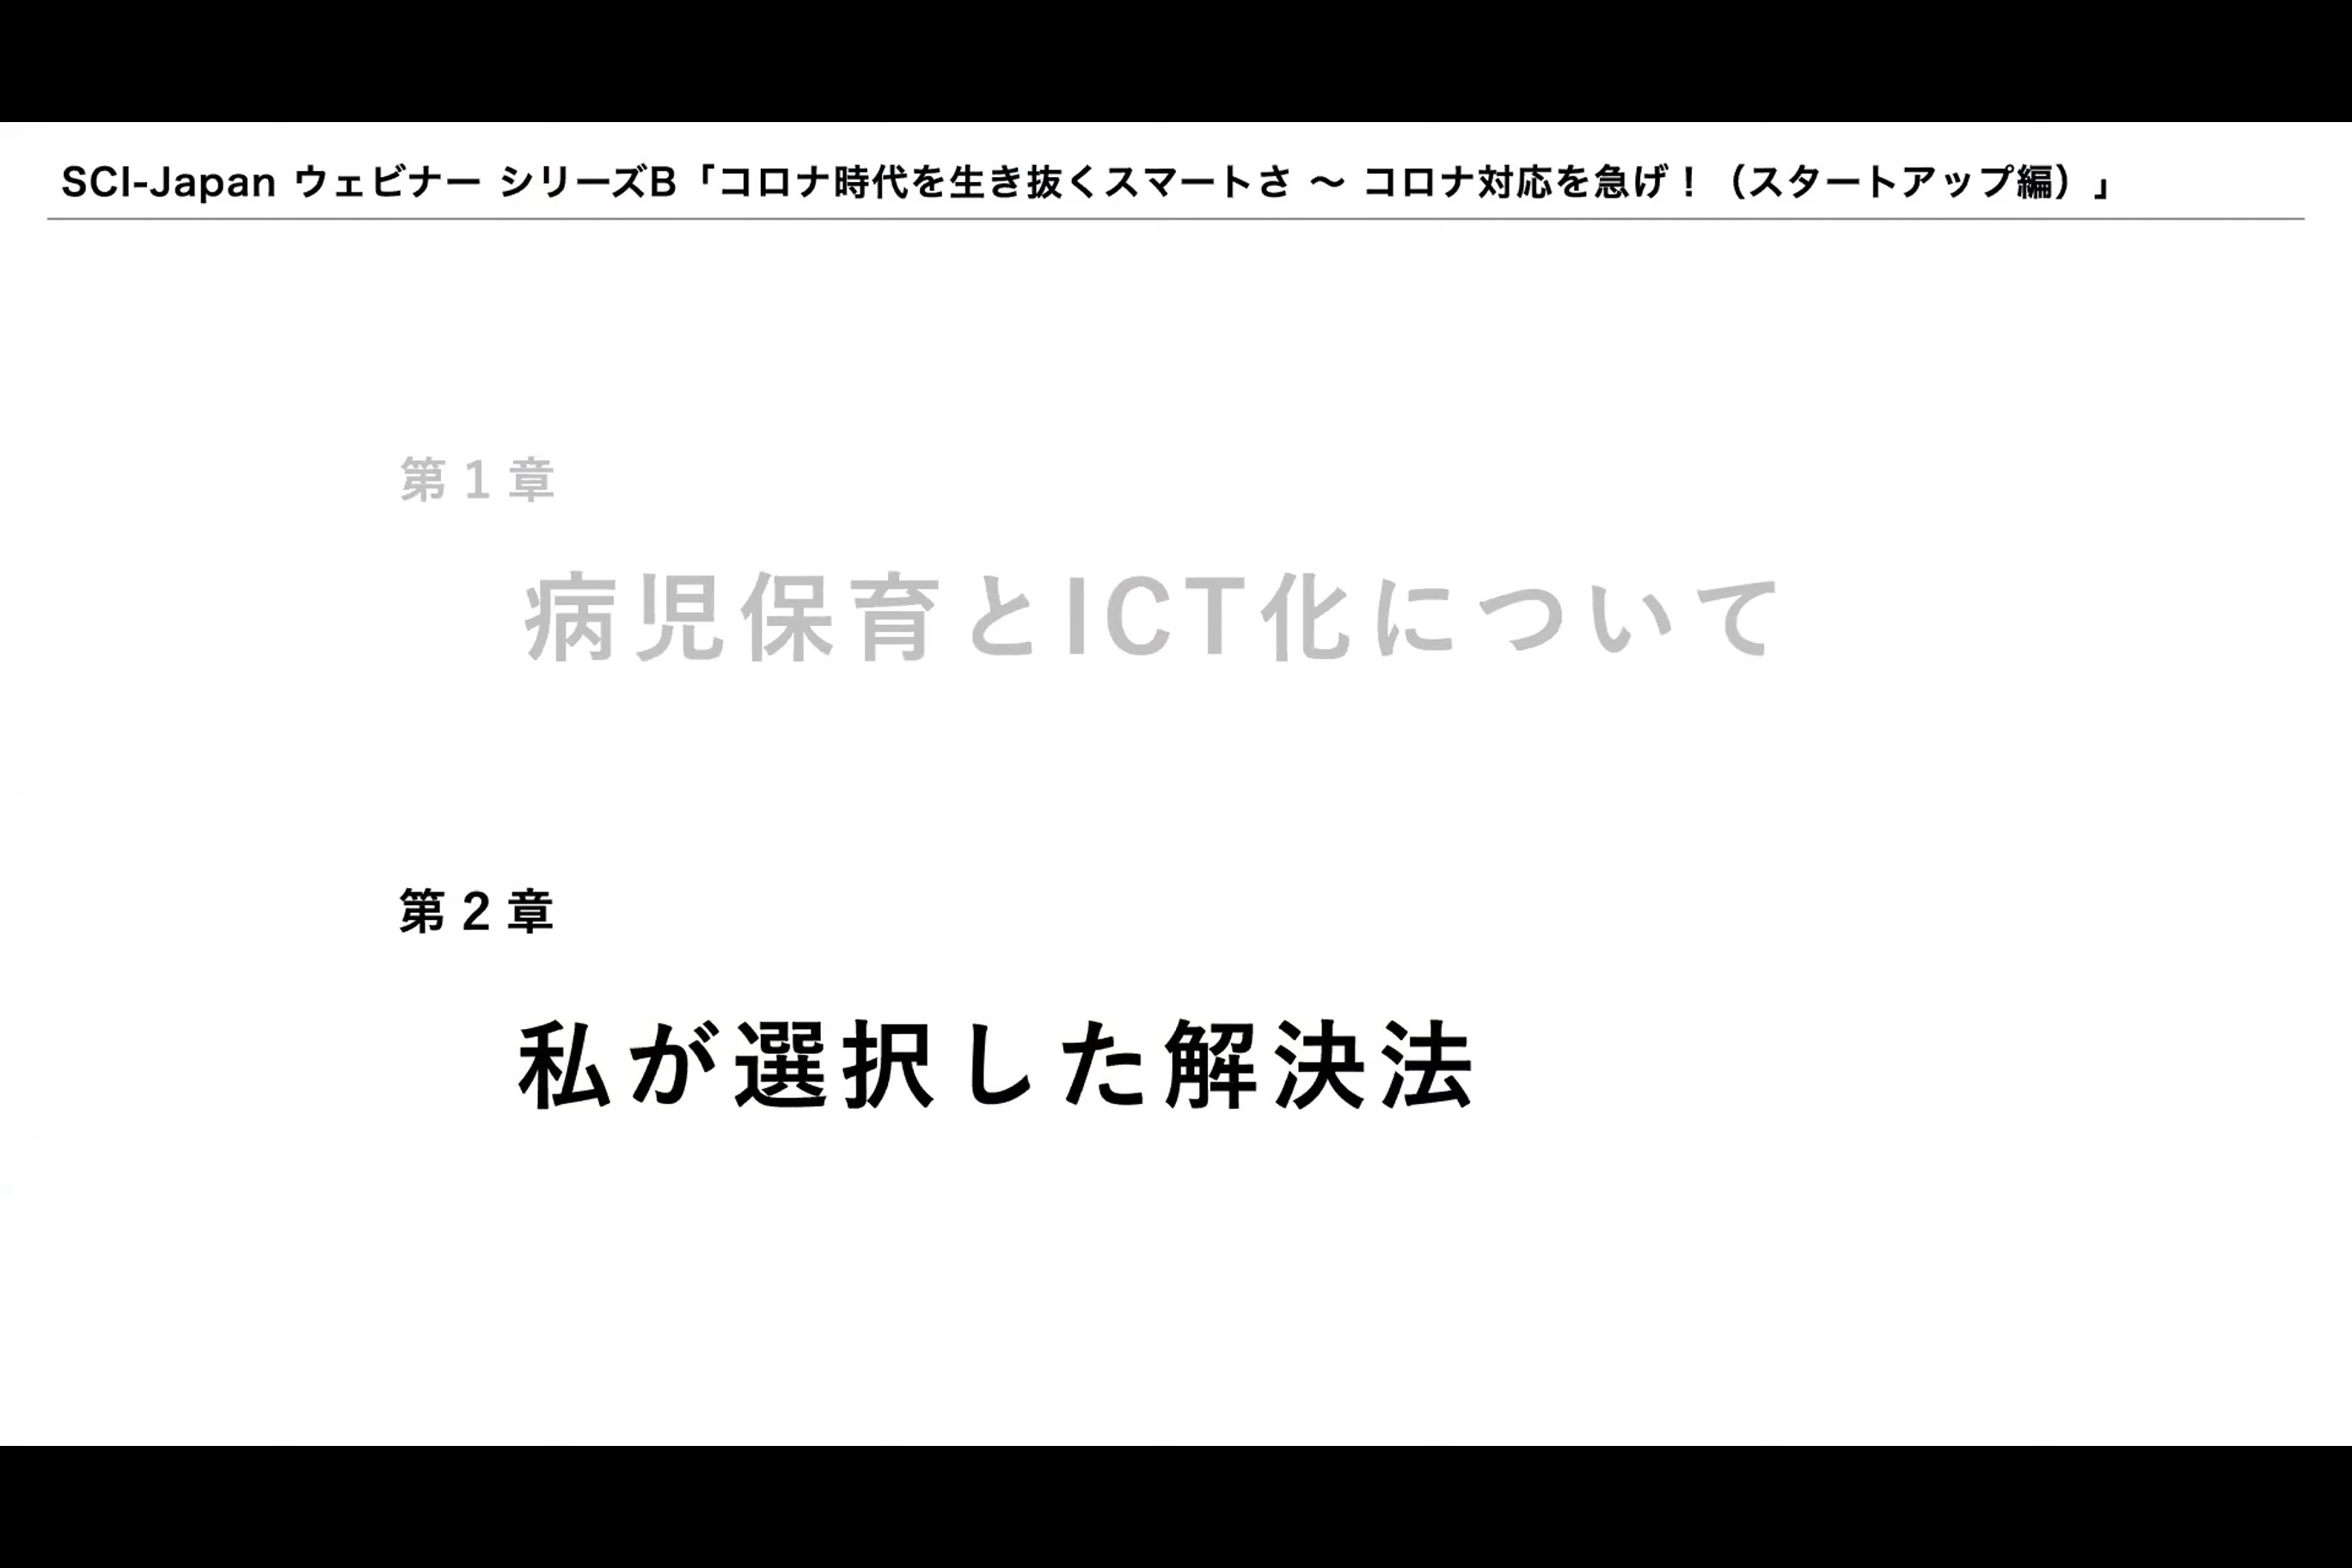 SCI-Japan ウェビナー シリーズB「コロナ時代を生き抜くスマートさ ～ コロナ対応を急げ！（スタートアップ編）」
第1章
病児保育とICT化について
第2章
私が選択した解決法